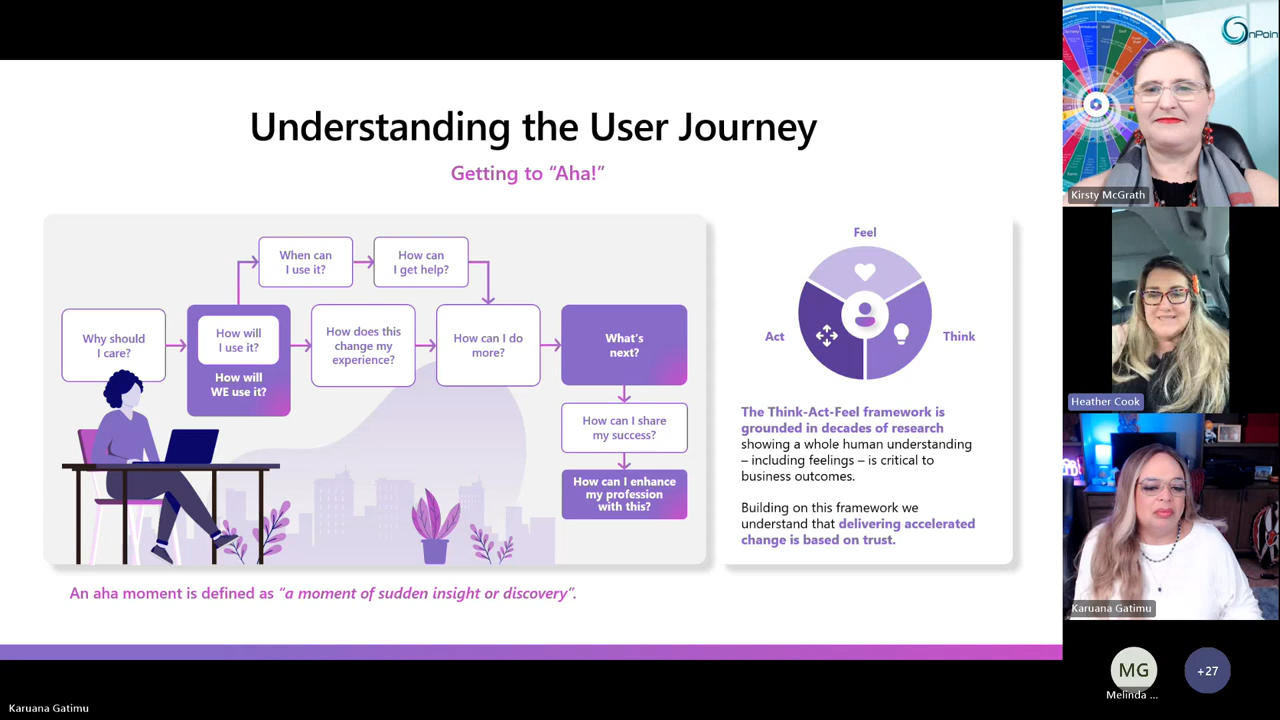 Understanding the User Journey
Getting to “Aha!”
When can
I use it?
How can
I get help?
Why should
I care?
How will
I use it?
How will
WE use it?
How does this
change my
experience?
How can I do
more?
What's
next?
How can I share
my success?
How can I enhance
my profession
with this?
An aha moment is defined as “a moment of sudden insight or discovery”.
Feel
Act
Think
The Think-Act-Feel framework is
grounded in decades of research
showing a whole human understanding
– including feelings – is critical to
business outcomes.
Building on this framework we
understand that delivering accelerated
change is based on trust.
nPoin
Kirsty McGrath
Heather Cook
Karuana Gatimu
MG
+27
Melinda ...
Karuana Gatimu